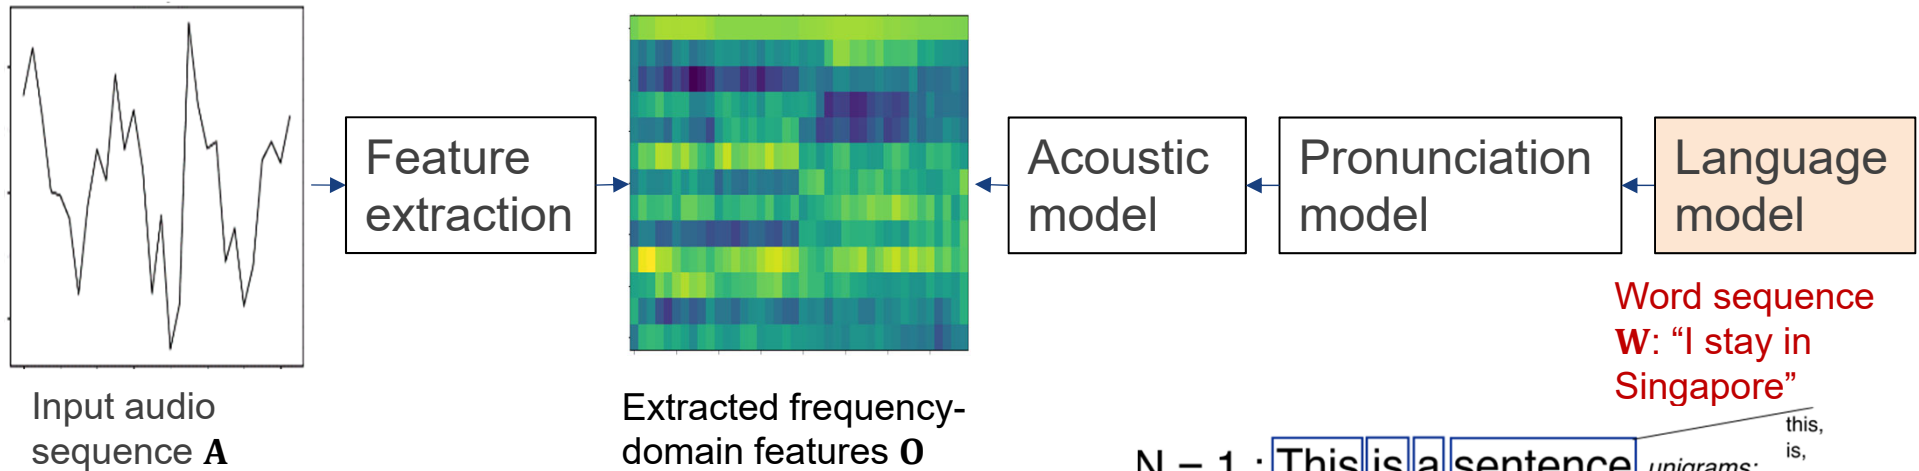 Feature
extraction
Acoustic
model
Pronunciation
model
Language
model
Input audio
sequence A
Extracted frequency-
domain features O
Word sequence
W: “I stay in
Singapore”
N = 1 : This is a sentence unigrams:
this,
is,